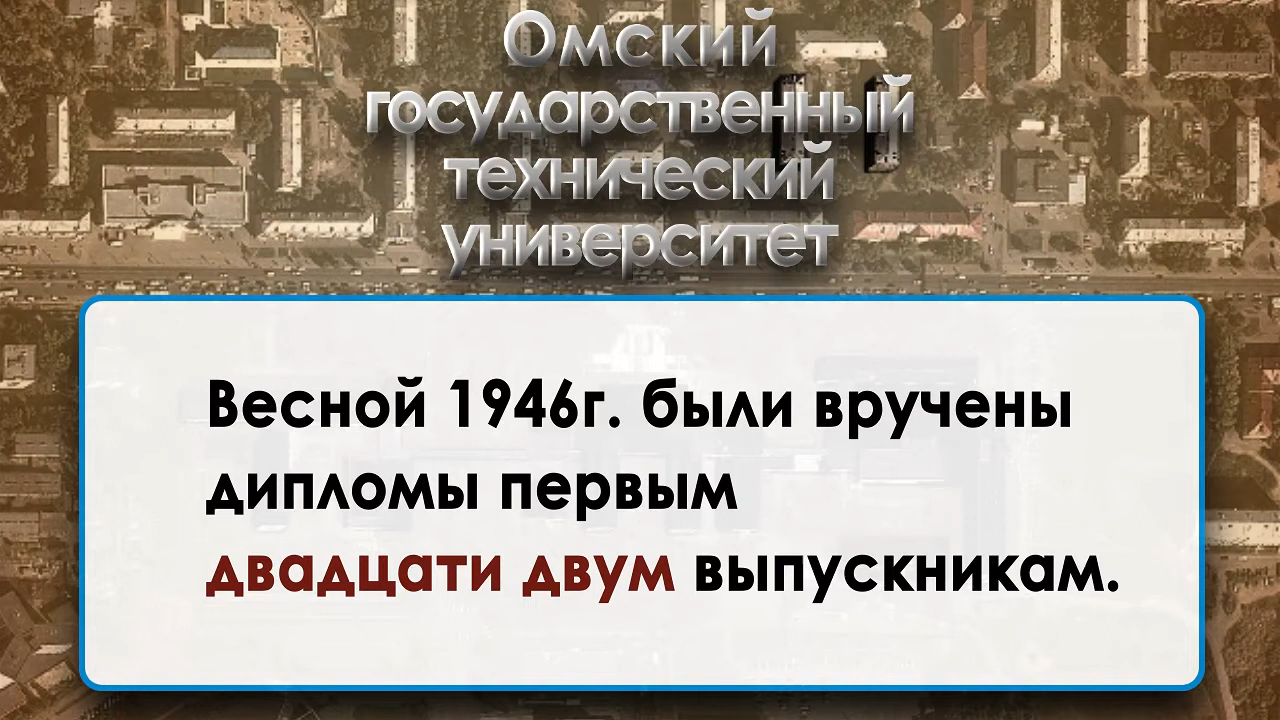 Омский
государственный
технический
университет
Весной 1946г. были вручены
дипломы первым
двадцати двум выпускникам.